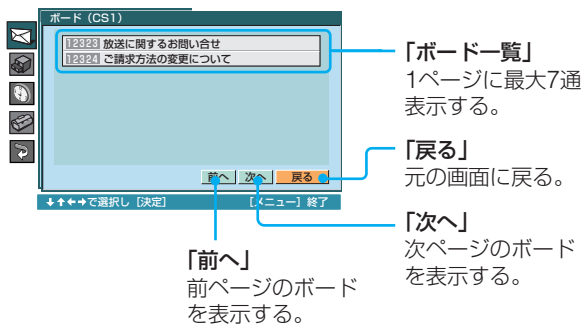 ボード（CS1）
12323 放送に関するお問い合せ
12324 ご請求方法の変更について
前へ 次へ 戻る
↓↑←→で選択し［決定］ ［メニュー］終了
「ボード一覧」
1ページに最大7通
表示する。
「戻る」
元の画面に戻る。
「次へ」
次ページのボード
を表示する。
「前へ」
前ページのボード
を表示する。